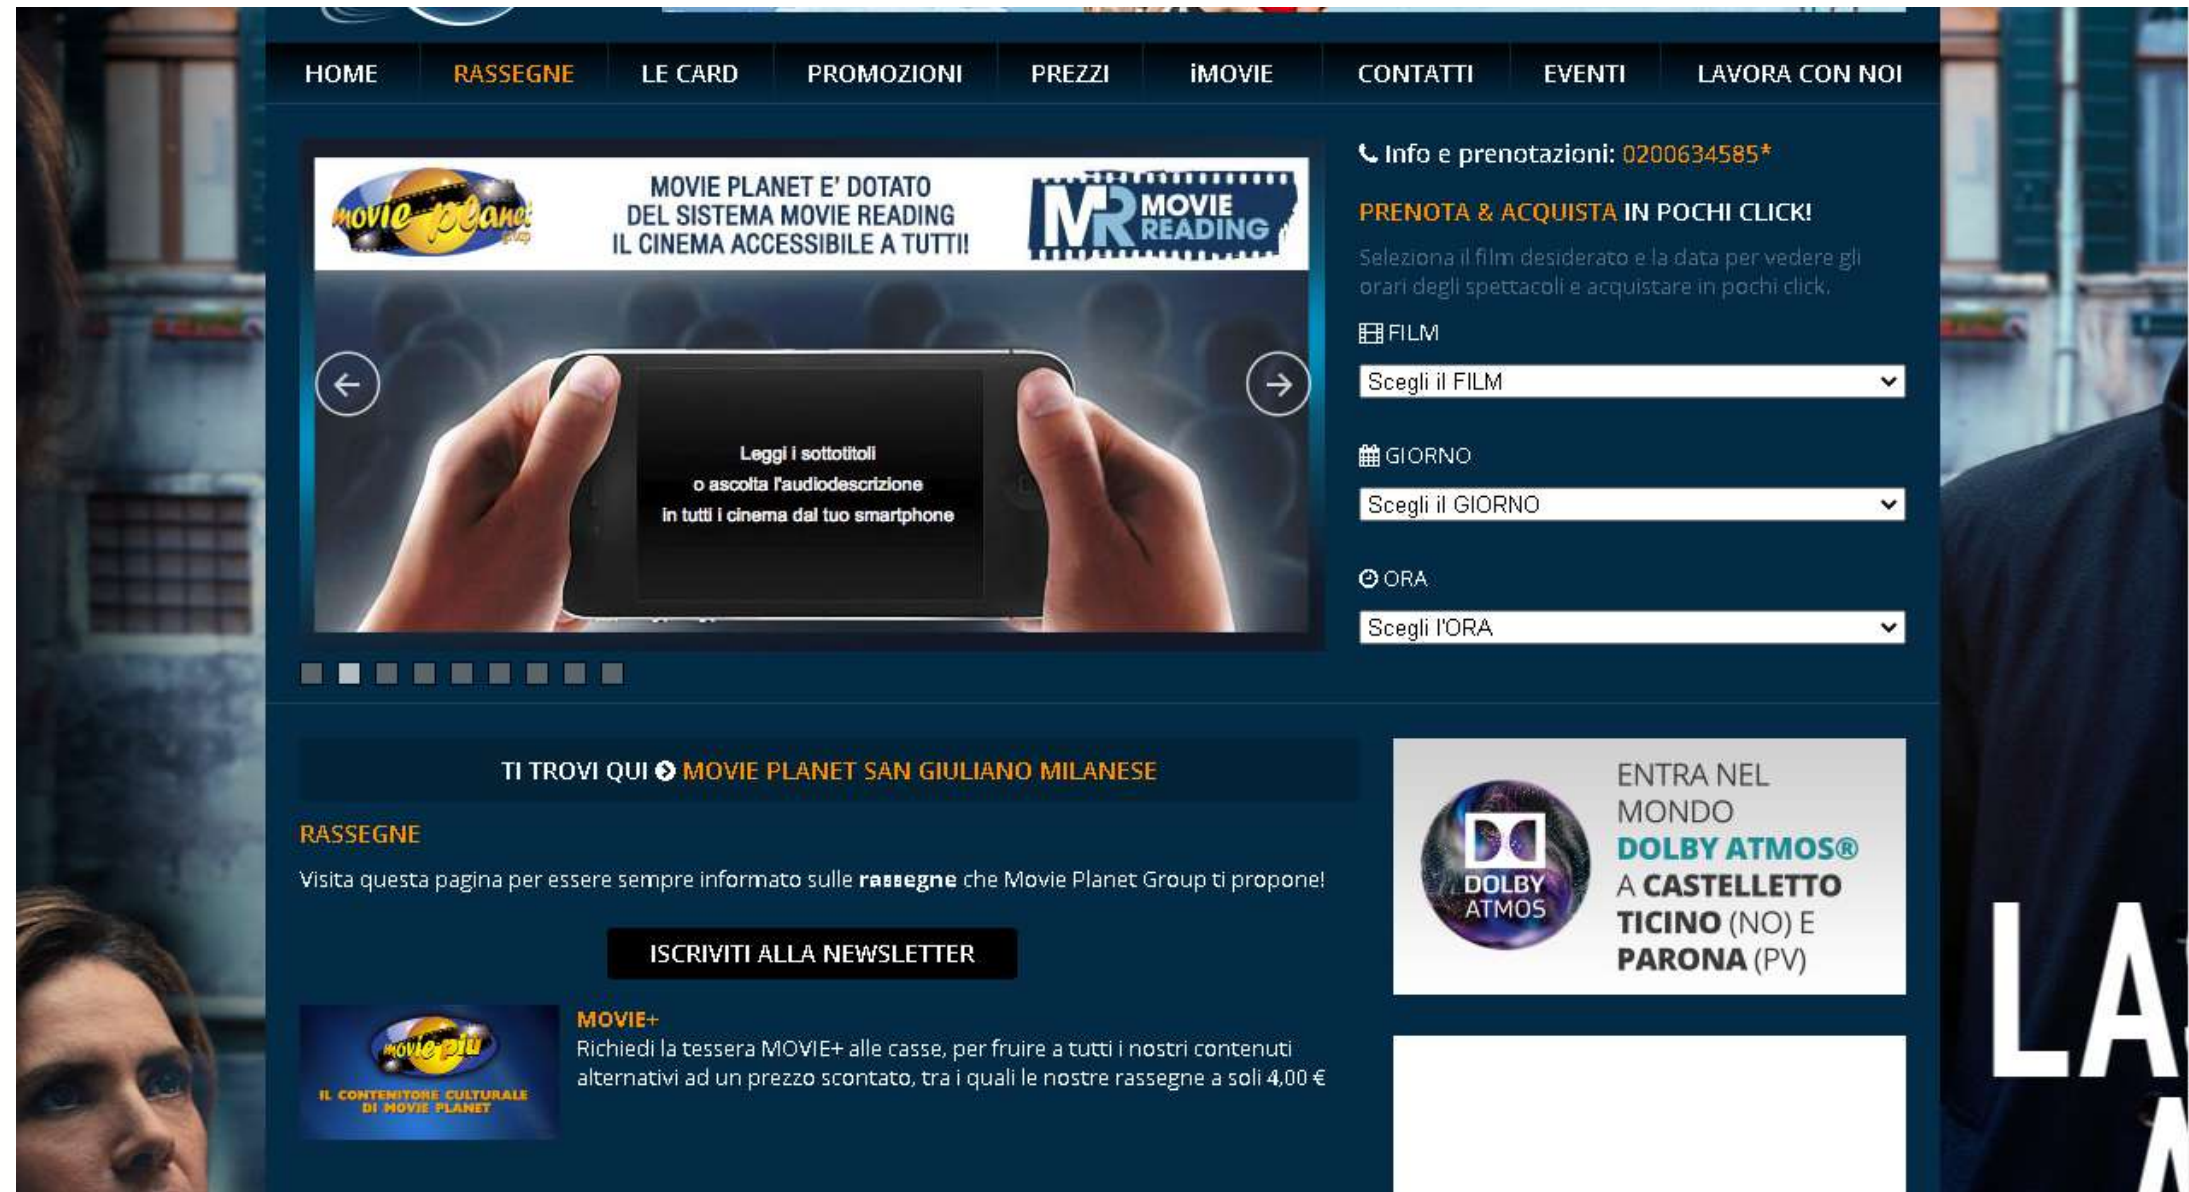 HOME RASSEGNE LE CARD PROMOZIONI PREZZI iMOVIE CONTATTI EVENTI LAVORA CON NOI
movie planet
group
MOVIE PLANET E' DOTATO
DEL SISTEMA MOVIE READING
IL CINEMA ACCESSIBILE A TUTTI!
MR MOVIE
READING
Leggi i sottotitoli
o ascolta l'audiodescrizione
in tutti i cinema dal tuo smartphone
Info e prenotazioni: 0200634585*
PRENOTA & ACQUISTA IN POCHI CLICK!
Seleziona il film desiderato e la data per vedere gli
orari degli spettacoli e acquistare in pochi click.
FILM
Scegli il FILM
GIORNO
Scegli il GIORNO
ORA
Scegli l'ORA
TI TROVI QUI MOVIE PLANET SAN GIULIANO MILANESE
RASSEGNE
Visita questa pagina per essere sempre informato sulle rassegne che Movie Planet Group ti propone!
ISCRIVITI ALLA NEWSLETTER
movie più
IL CONTENITORE CULTURALE
DI MOVIE PLANET
MOVIE+
Richiedi la tessera MOVIE+ alle casse, per fruire a tutti i nostri contenuti
alternativi ad un prezzo scontato, tra i quali le nostre rassegne a soli 4,00 €
DOLBY
ATMOS
ENTRA NEL
MONDO
DOLBY ATMOS®
A CASTELLETTO
TICINO (NO) E
PARONA (PV)
LA